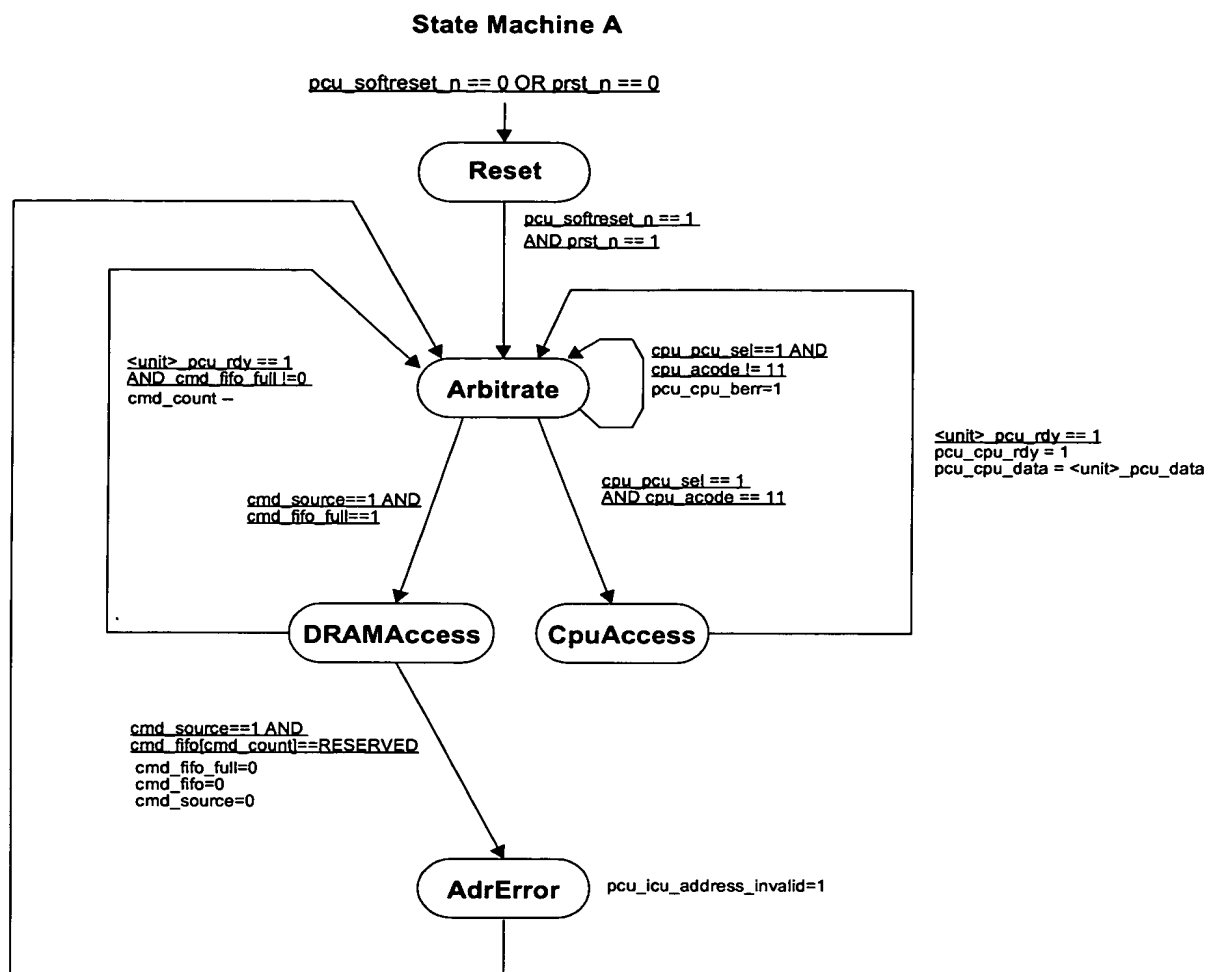 State Machine A
pcu_softreset_n == 0 OR prst_n == 0
Reset
pcu_softreset_n == 1
AND prst_n == 1
<unit>_pcu_rdy == 1
AND cmd_fifo_full !=0
cmd_count --
Arbitrate
cpu_pcu_sel==1 AND
cpu_acode != 11
pcu_cpu_berr=1
<unit>_pcu_rdy == 1
pcu_cpu_rdy = 1
pcu_cpu_data = <unit>_pcu_data
cmd_source==1 AND
cmd_fifo_full==1
cpu_pcu_sel == 1
AND cpu_acode == 11
DRAMAccess
CpuAccess
cmd_source==1 AND
cmd_fifo[cmd_count]==RESERVED
cmd_fifo_full=0
cmd_fifo=0
cmd_source=0
AdrError
pcu_icu_address_invalid=1